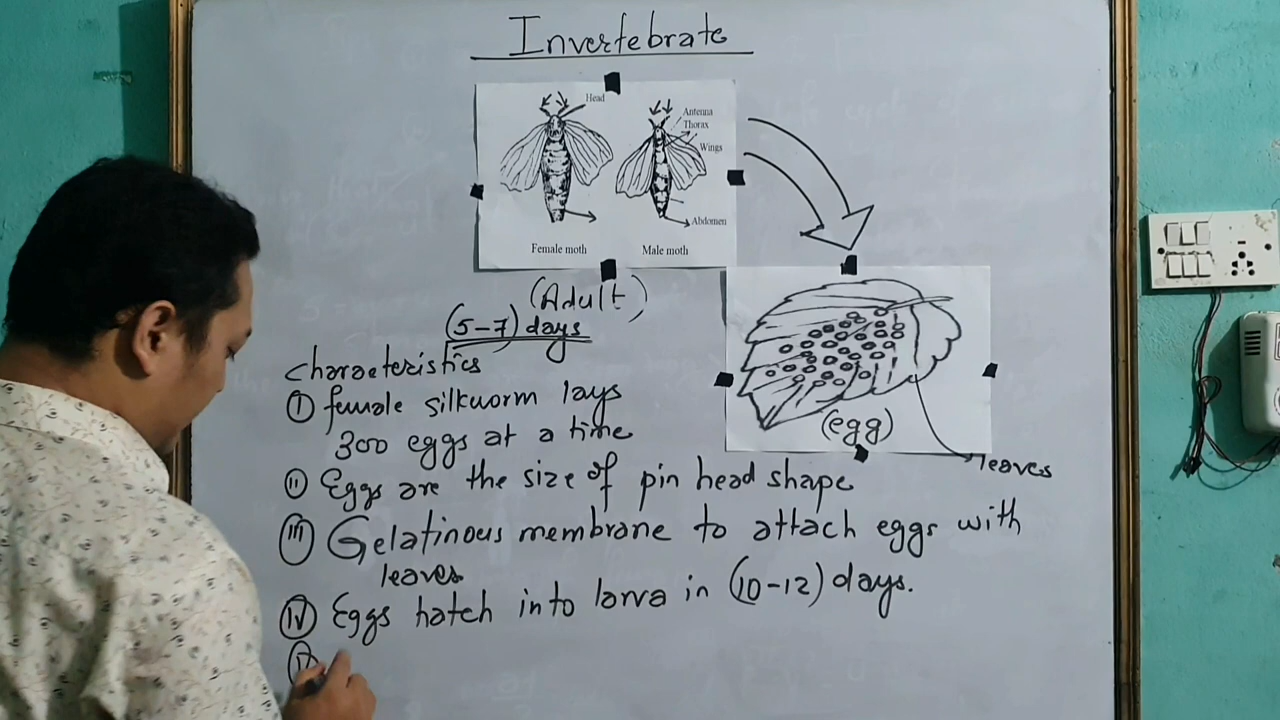 Invertebrate
Head
Antenna
Thorax
Wings
Abdomen
Female moth
Male moth
(Adult)
(5-7) days
characteristics
(I) female silkworm lays
300 eggs at a time
(II) Eggs are the size of pin head shape
(III) Gelatinous membrane to attach eggs with
leaves
(IV) Eggs hatch into larva in (10-12) days.
(egg)
leaves